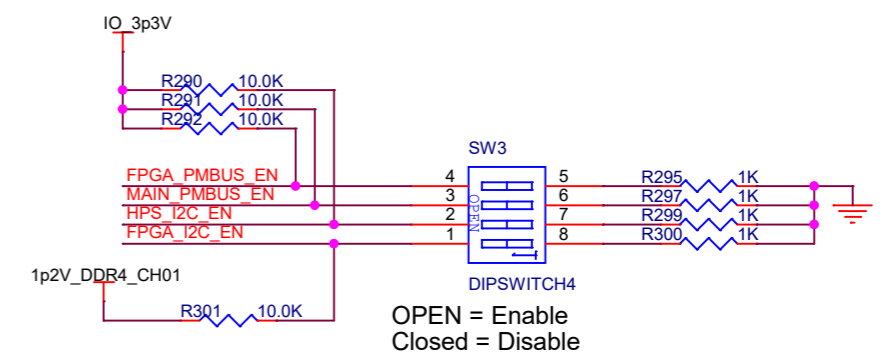 IO_3p3V
R290 10.0K
R291 10.0K
R292 10.0K
SW3
FPGA_PMBUS_EN 4 5 R295 1K
MAIN_PMBUS_EN 3 6 R297 1K
HPS_I2C_EN 2 7 R299 1K
FPGA_I2C_EN 1 8 R300 1K
OPEN
1
1p2V_DDR4_CH01
DIPSWITCH4
R301 10.0K
OPEN = Enable
Closed = Disable